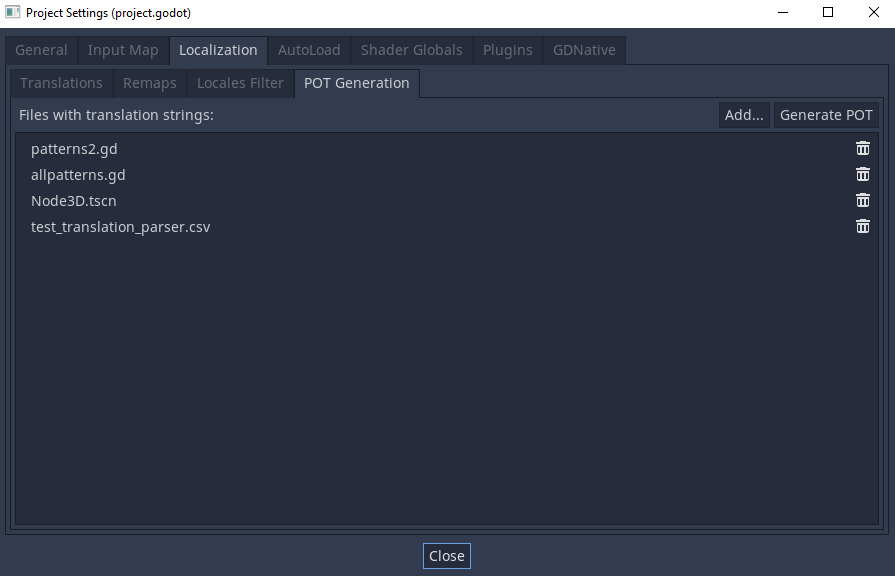 Project Settings (project.godot)
General Input Map Localization AutoLoad Shader Globals Plugins GDNative
Translations Remaps Locales Filter POT Generation
Files with translation strings: Add... Generate POT
patterns2.gd
allpatterns.gd
Node3D.tscn
test_translation_parser.csv
Close